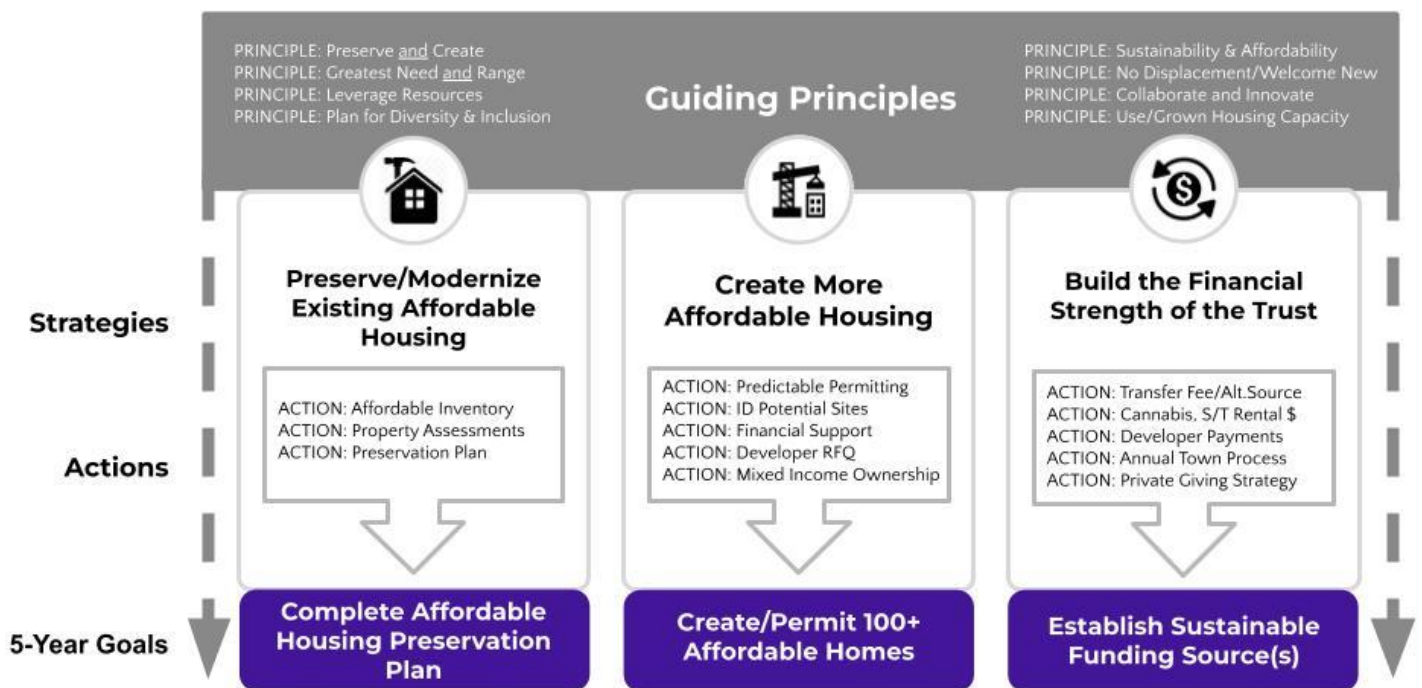 PRINCIPLE: Preserve and Create
PRINCIPLE: Greatest Need and Range
PRINCIPLE: Leverage Resources
PRINCIPLE: Plan for Diversity & Inclusion
Guiding Principles
PRINCIPLE: Sustainability & Affordability
PRINCIPLE: No Displacement/Welcome New
PRINCIPLE: Collaborate and Innovate
PRINCIPLE: Use/Grown Housing Capacity
Strategies
Preserve/Modernize
Existing Affordable
Housing
Create More
Affordable Housing
Build the Financial
Strength of the Trust
Actions
ACTION: Affordable Inventory
ACTION: Property Assessments
ACTION: Preservation Plan
ACTION: Predictable Permitting
ACTION: ID Potential Sites
ACTION: Financial Support
ACTION: Developer RFQ
ACTION: Mixed Income Ownership
ACTION: Transfer Fee/Alt.Source
ACTION: Cannabis, S/T Rental $
ACTION: Developer Payments
ACTION: Annual Town Process
ACTION: Private Giving Strategy
5-Year Goals
Complete Affordable
Housing Preservation
Plan
Create/Permit 100+
Affordable Homes
Establish Sustainable
Funding Source(s)